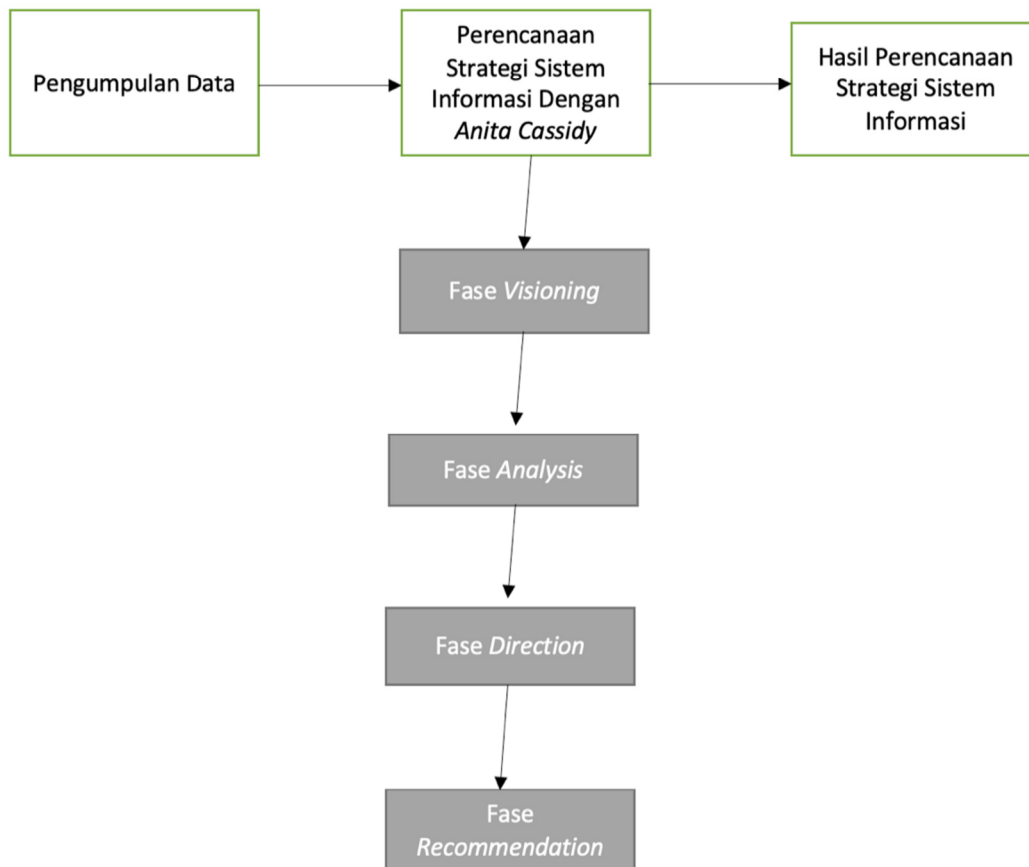 Pengumpulan Data
Perencanaan
Strategi Sistem
Informasi Dengan
Anita Cassidy
Hasil Perencanaan
Strategi Sistem
Informasi
Fase Visioning
Fase Analysis
Fase Direction
Fase
Recommendation